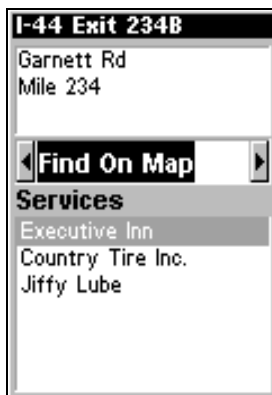 I-44 Exit 234B
Garnett Rd
Mile 234
Find On Map
Services
Executive Inn
Country Tire Inc.
Jiffy Lube